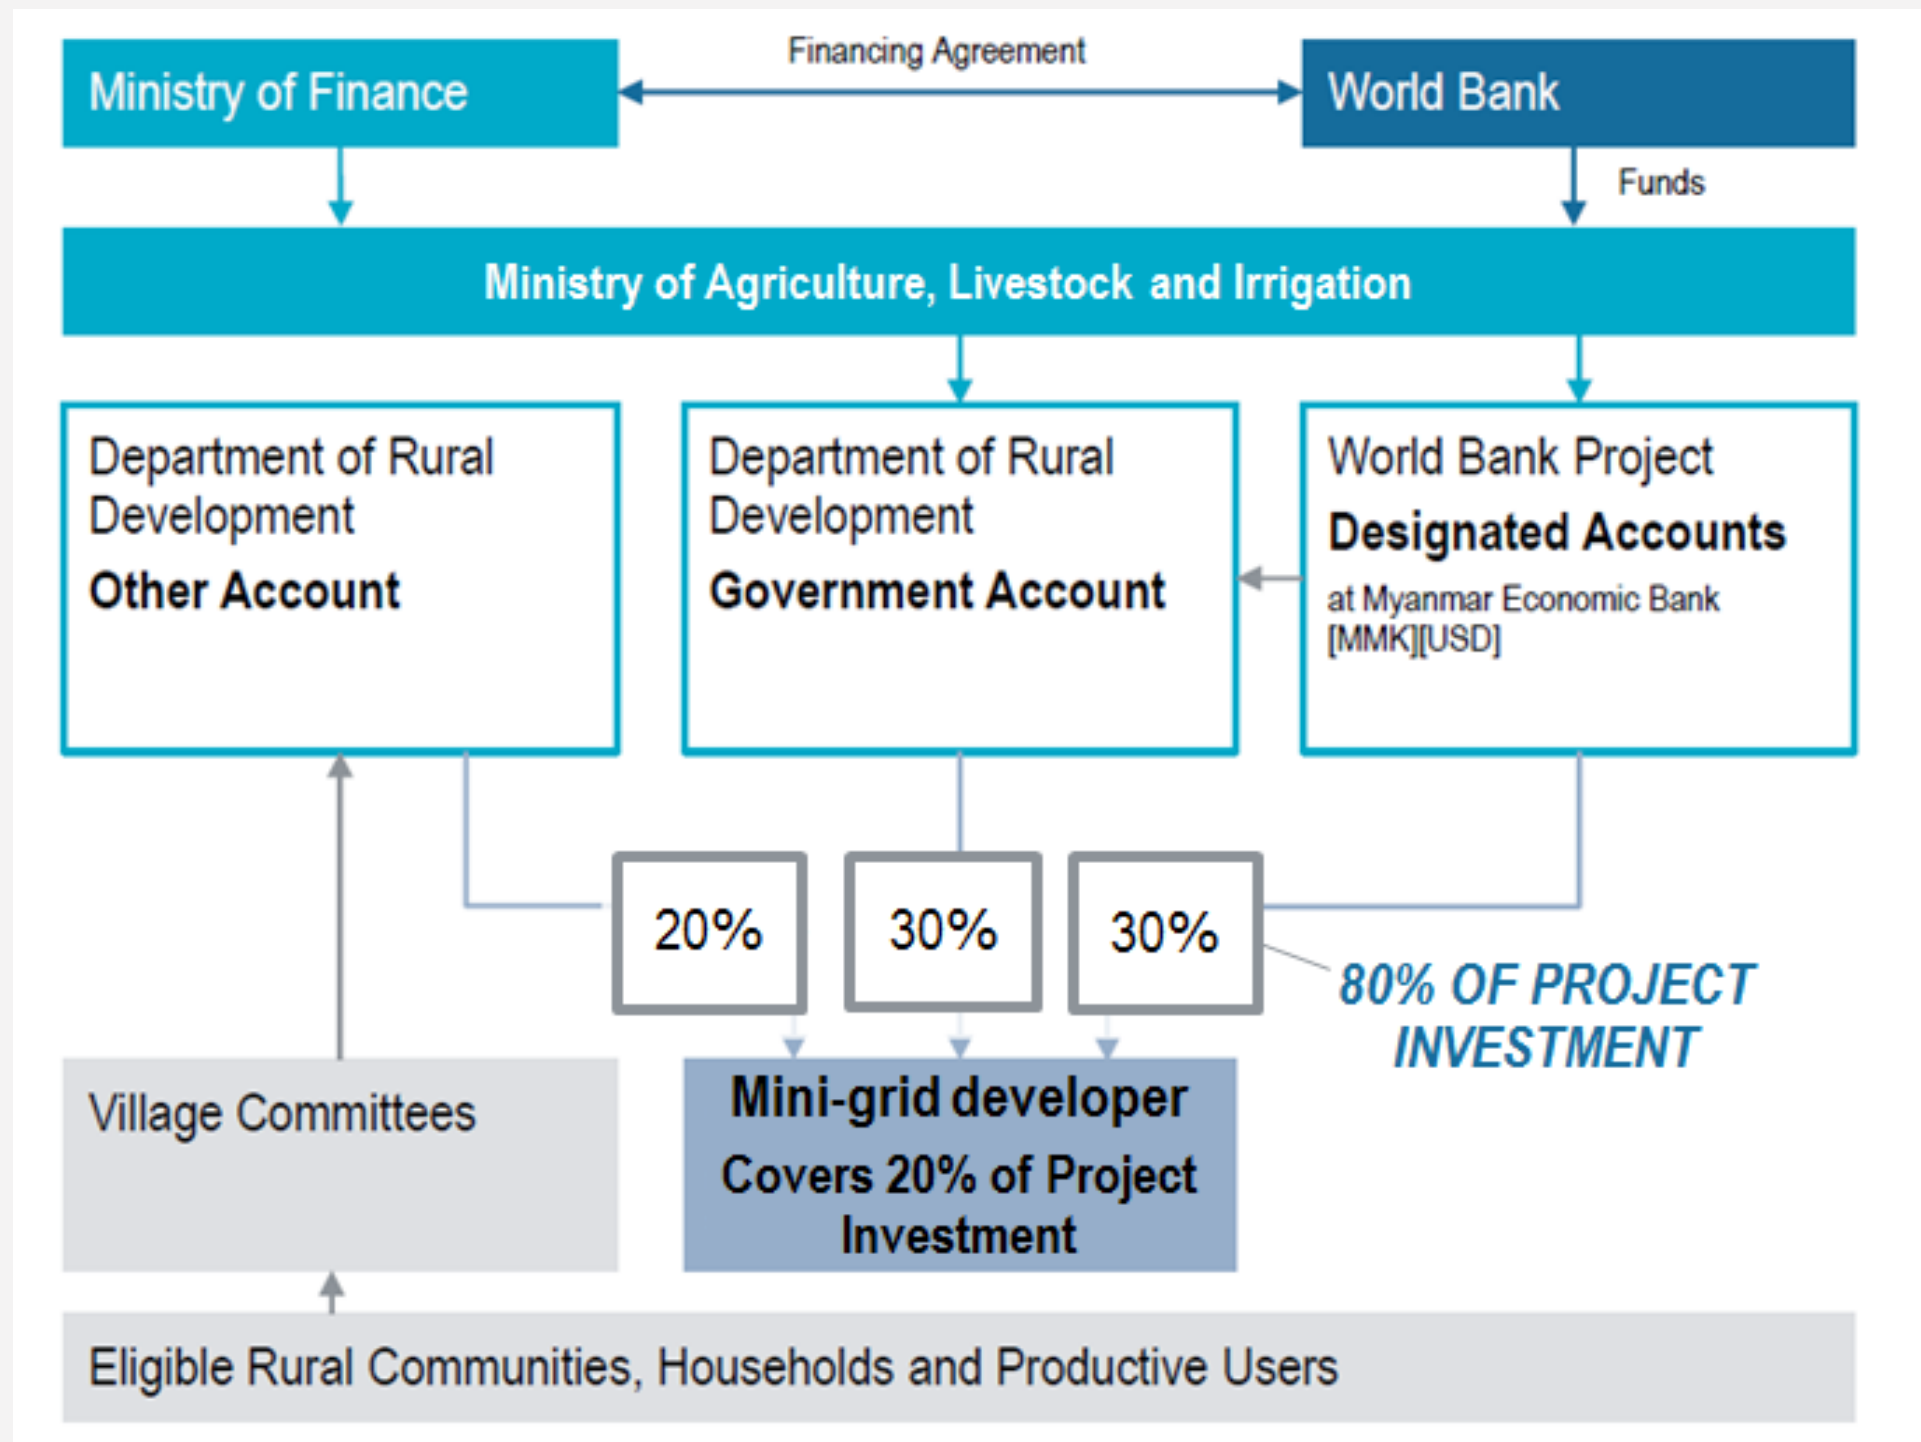 Financing Agreement
Ministry of Finance
World Bank
Funds
Ministry of Agriculture, Livestock and Irrigation
Department of Rural
Development
Other Account
Department of Rural
Development
Government Account
World Bank Project
Designated Accounts
at Myanmar Economic Bank
[MMK][USD]
20%
30%
30%
80% OF PROJECT
INVESTMENT
Village Committees
Mini-grid developer
Covers 20% of Project
Investment
Eligible Rural Communities, Households and Productive Users